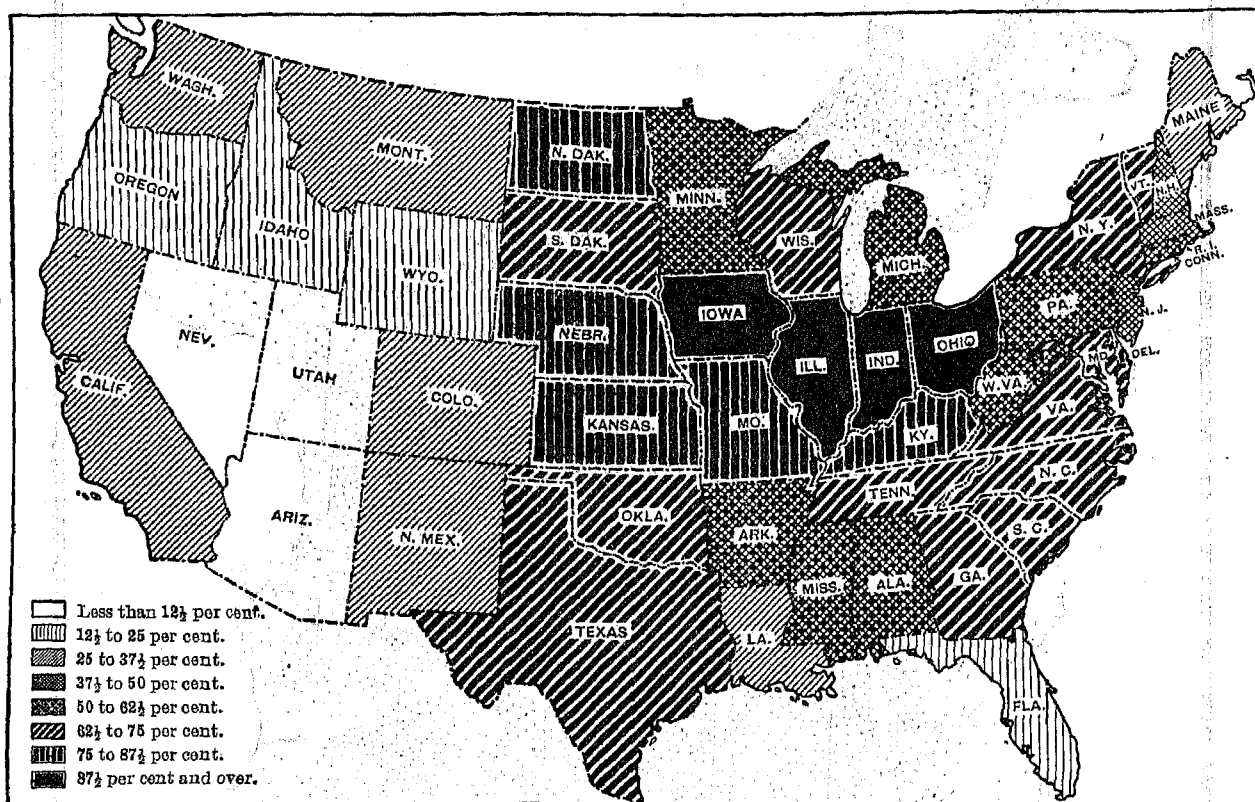 WASH.
MONT.
N. DAK.
MINN.
MAINE
VT.
N.H.
OREGON
IDAHO
WYO.
S. DAK.
WIS.
MICH.
N. Y.
MASS.
R. I.
CONN.
NEV.
UTAH
COLO.
NEBR.
IOWA
ILL.
IND.
OHIO
PA.
N. J.
CALIF.
KANSAS.
MO.
KY.
W.VA.
VA.
MD.
DEL.
ARIZ.
N. MEX.
OKLA.
ARK.
TENN.
N. C.
S. C.
TEXAS
LA.
MISS.
ALA.
GA.
FLA.
Less than 12½ per cent.
12½ to 25 per cent.
25 to 37½ per cent.
37½ to 50 per cent.
50 to 62½ per cent.
62½ to 75 per cent.
75 to 87½ per cent.
87½ per cent and over.